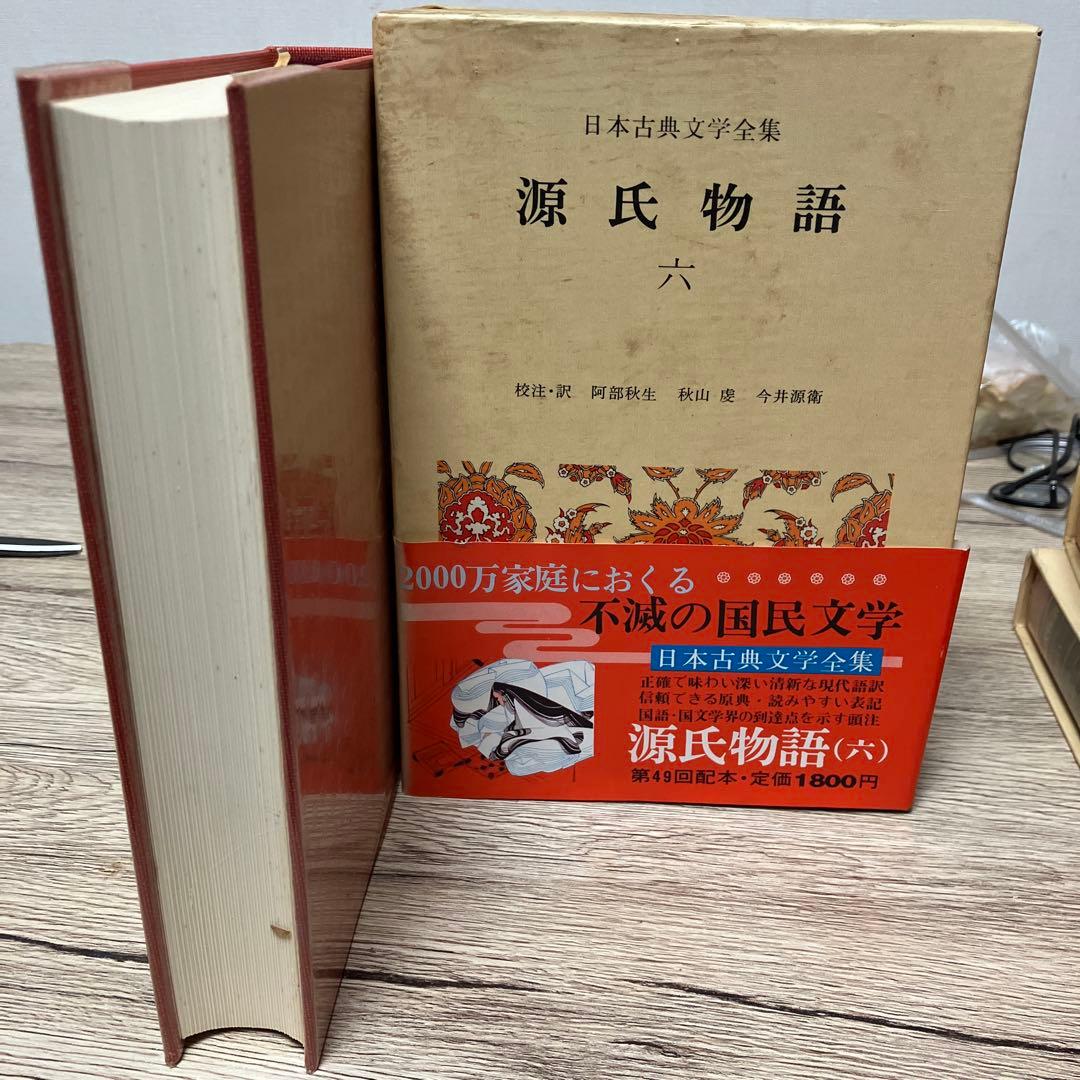 日本古典文学全集
源氏物語
六
校注・訳 阿部秋生 秋山 虔 今井源衛
2000万家庭におくる
不滅の国民文学
日本古典文学全集
正確で味わい深い清新な現代語訳
信頼できる原典・読みやすい表記
国語・国文学界の到達点を示す頭注
源氏物語(六)
第49回配本・定価1800円